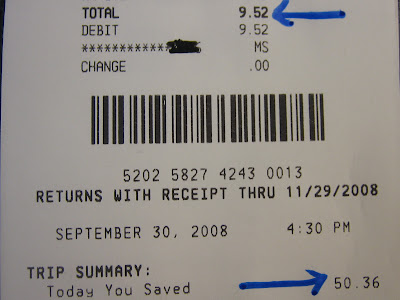 TOTAL 9.52
DEBIT 9.52
************ MS
CHANGE .00
5202 5827 4243 0013
RETURNS WITH RECEIPT THRU 11/29/2008
SEPTEMBER 30, 2008 4:30 PM
TRIP SUMMARY:
Today You Saved 50.36